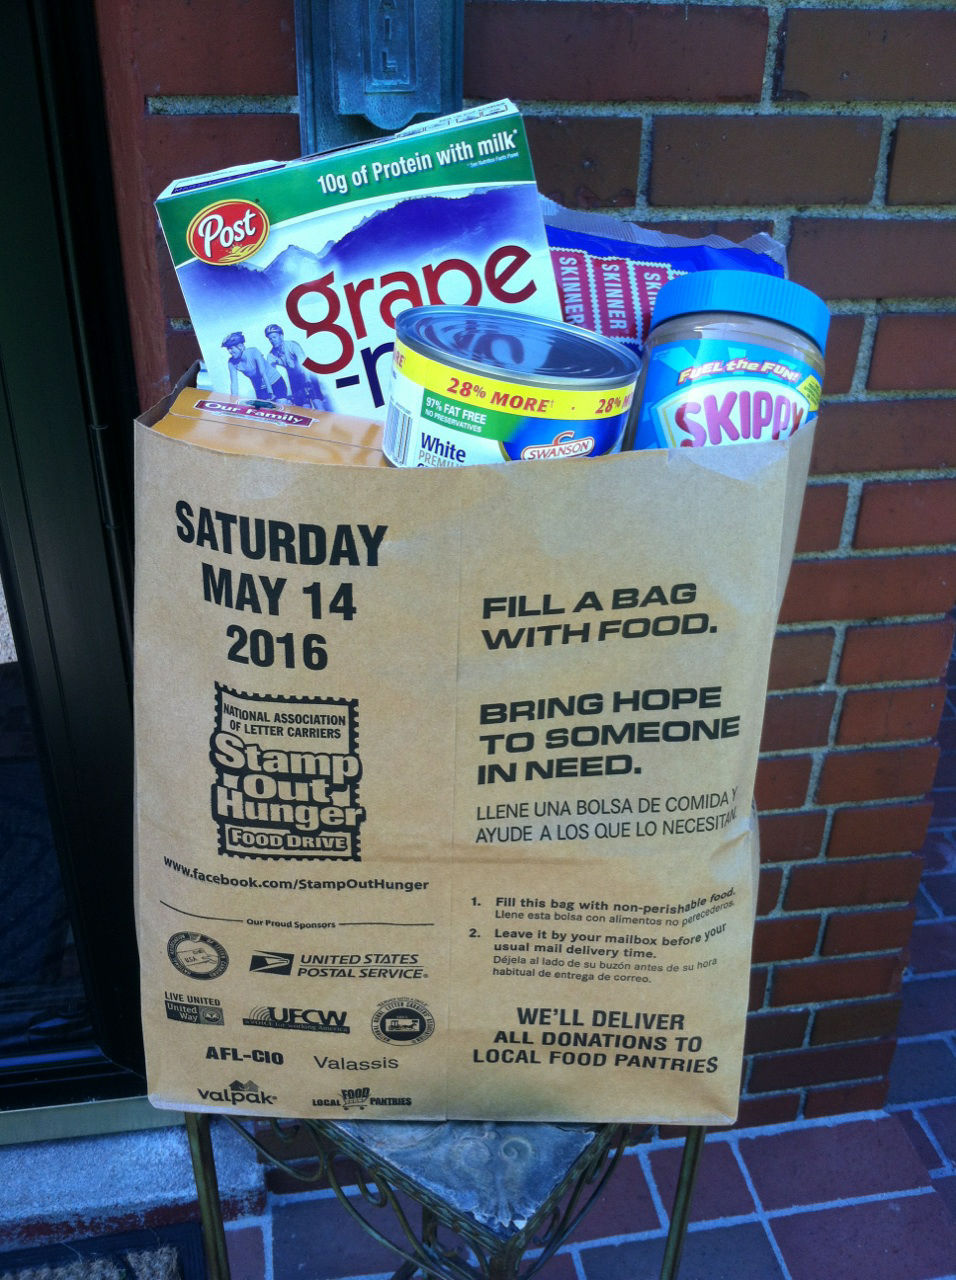 10g of Protein with milk*
Post
grape
SKINNER SKINNER
Our Family
28% MORE
97% FAT FREE
NO PRESERVATIVES
White
SWANSON
FUEL the FUN!
SKIPPY
SATURDAY
MAY 14
2016
NATIONAL ASSOCIATION
OF LETTER CARRIERS
Stamp
Out
Hunger
FOOD DRIVE
www.facebook.com/StampOutHunger
Our Proud Sponsors
UNITED STATES
POSTAL SERVICE®
LIVE UNITED
United
Way
UFCW
AFL-CIO
Valassis
valpak
LOCAL FOOD PANTRIES
FILL A BAG
WITH FOOD.
BRING HOPE
TO SOMEONE
IN NEED.
LLENE UNA BOLSA DE COMIDA Y
AYUDE A LOS QUE LO NECESITAN.
1. Fill this bag with non-perishable food.
Llene esta bolsa con alimentos no perecederos.
2. Leave it by your mailbox before your
usual mail delivery time.
Déjela al lado de su buzón antes de su hora
habitual de entrega de correo.
WE'LL DELIVER
ALL DONATIONS TO
LOCAL FOOD PANTRIES